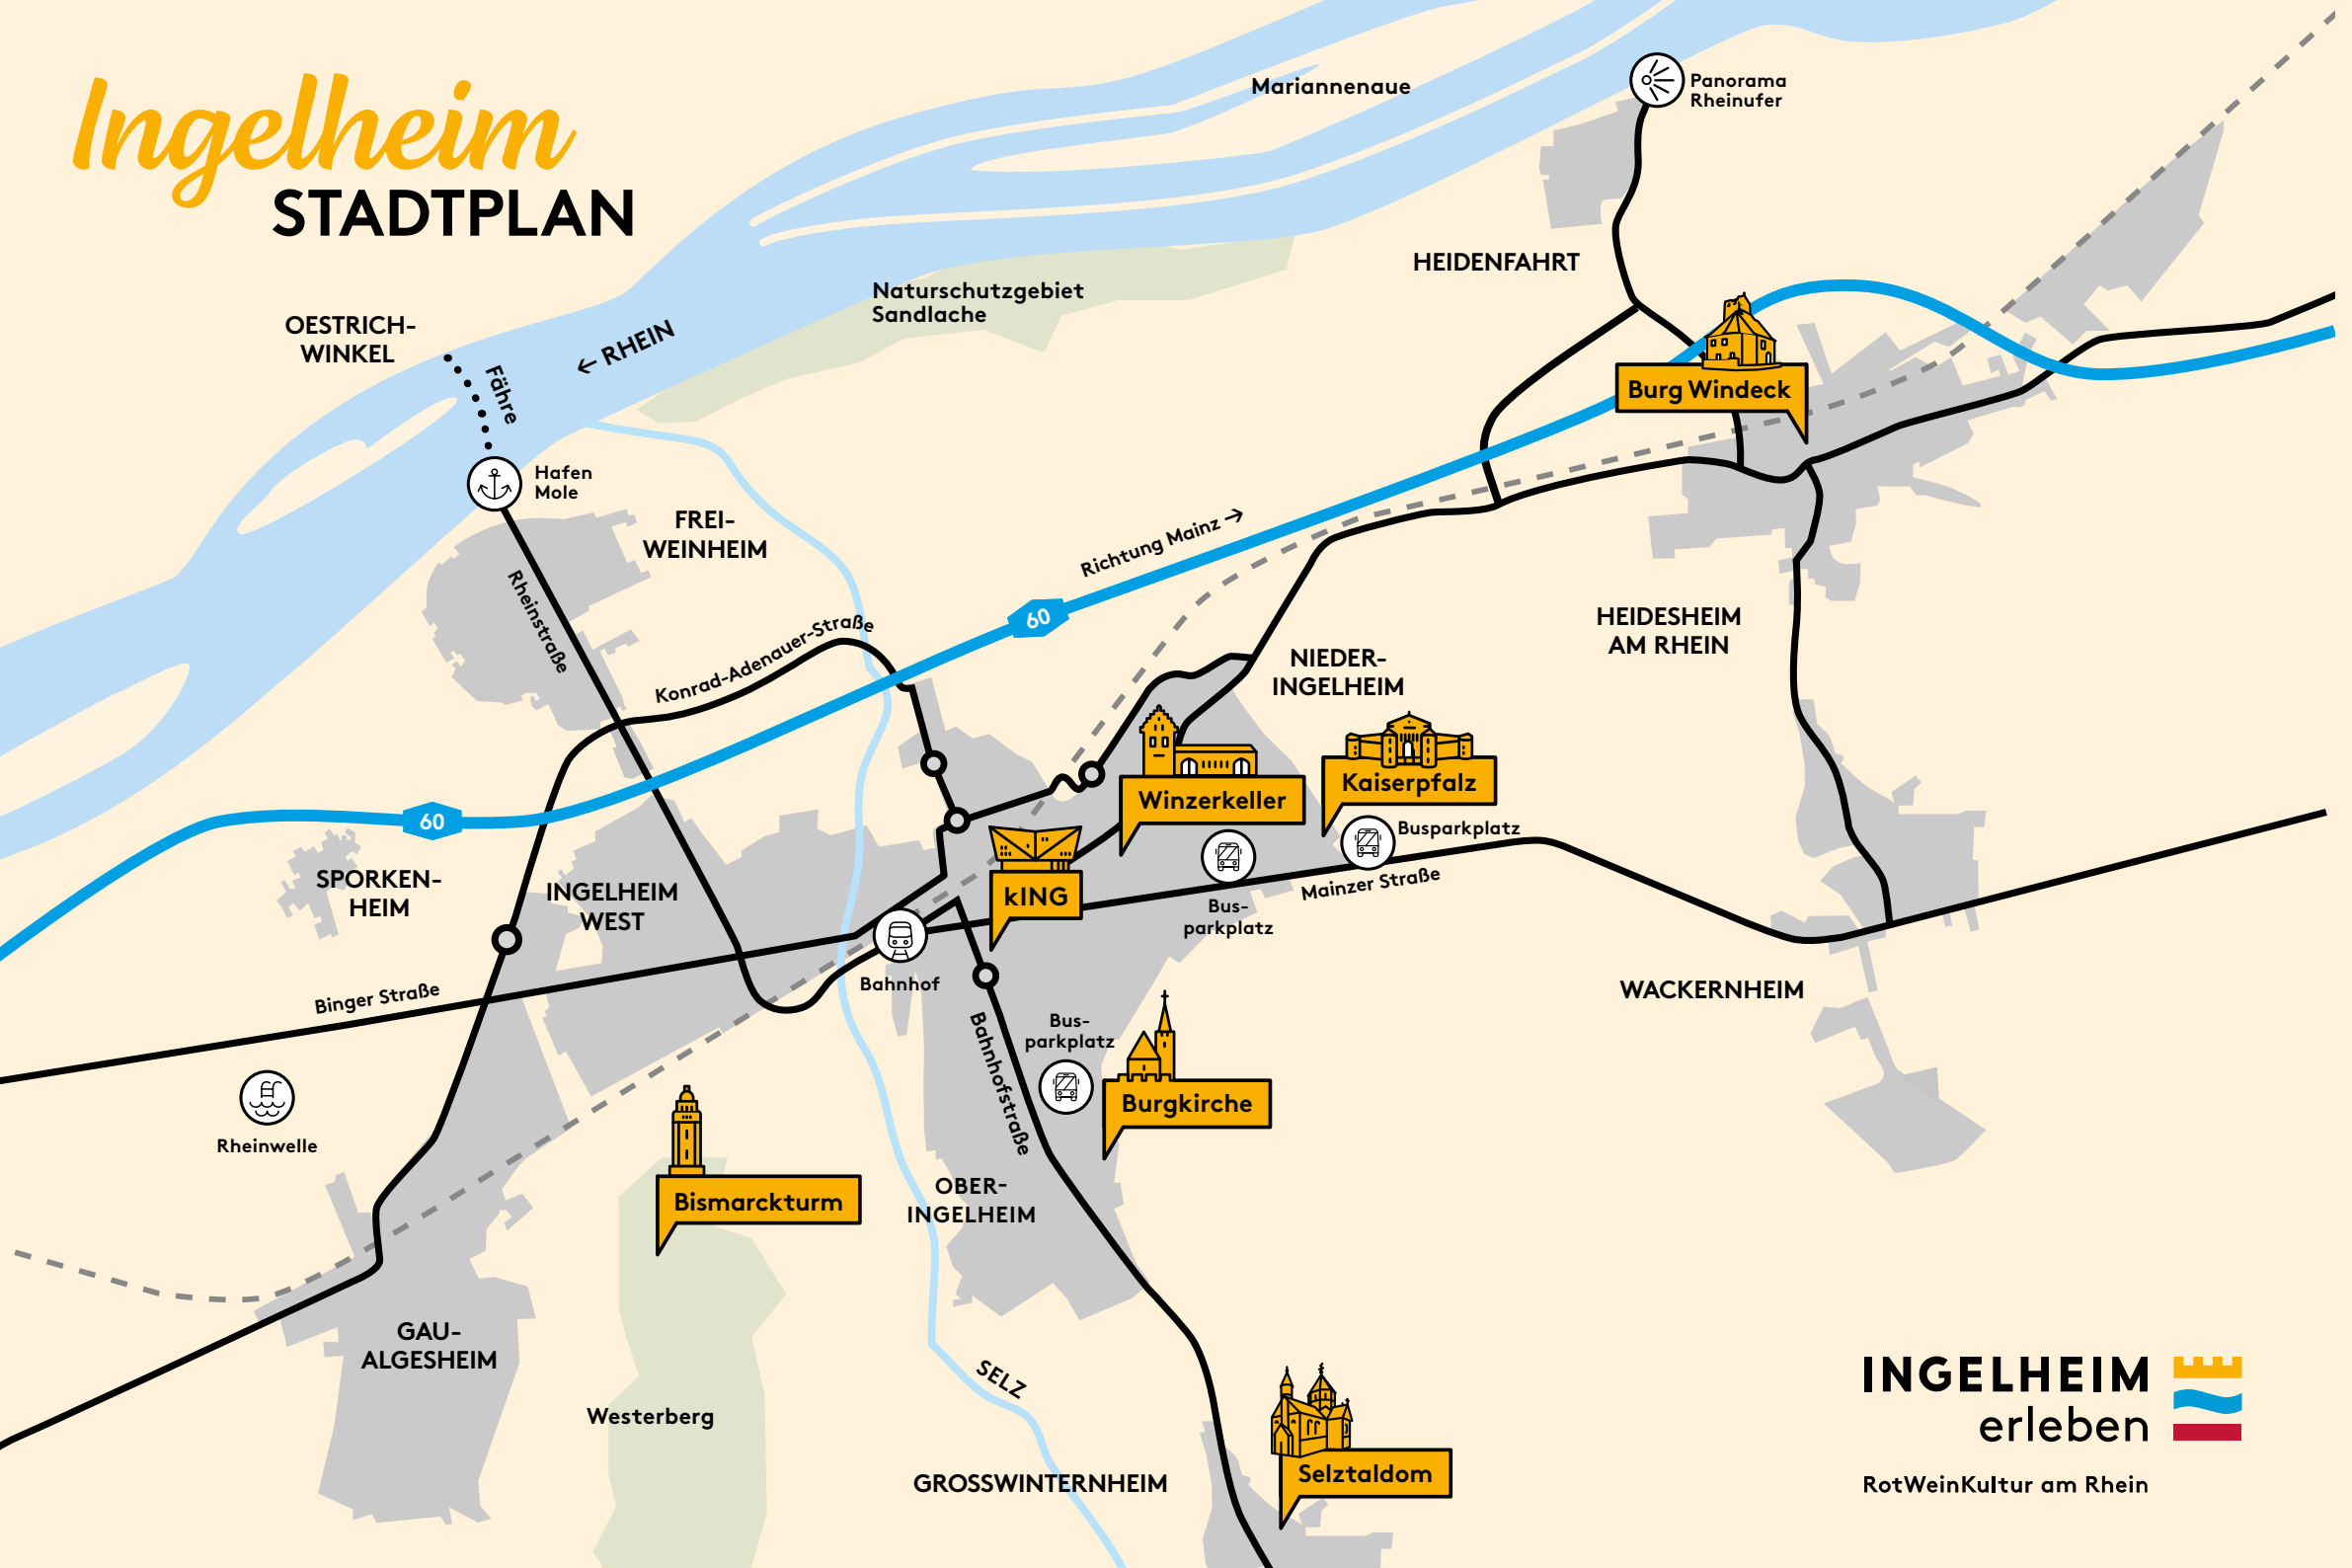 Ingelheim
STADTPLAN
Mariannenaue
Panorama
Rheinufer
HEIDENFAHRT
Naturschutzgebiet
Sandlache
OESTRICH-
WINKEL
← RHEIN
Fähre
Burg Windeck
Hafen
Mole
FREI-
WEINHEIM
Richtung Mainz →
Rheinstraße
60
Konrad-Adenauer-Straße
HEIDESHEIM
AM RHEIN
NIEDER-
INGELHEIM
Kaiserpfalz
Winzerkeller
60
Busparkplatz
SPORKEN-
HEIM
INGELHEIM
WEST
kING
Mainzer Straße
Bus-
parkplatz
Bahnhof
Binger Straße
WACKERNHEIM
Bus-
parkplatz
Bahnhofstraße
Burgkirche
Rheinwelle
Bismarckturm
OBER-
INGELHEIM
GAU-
ALGESHEIM
SELZ
Westerberg
GROSSWINTERNHEIM
Selztaldom
INGELHEIM
erleben
RotWeinKultur am Rhein